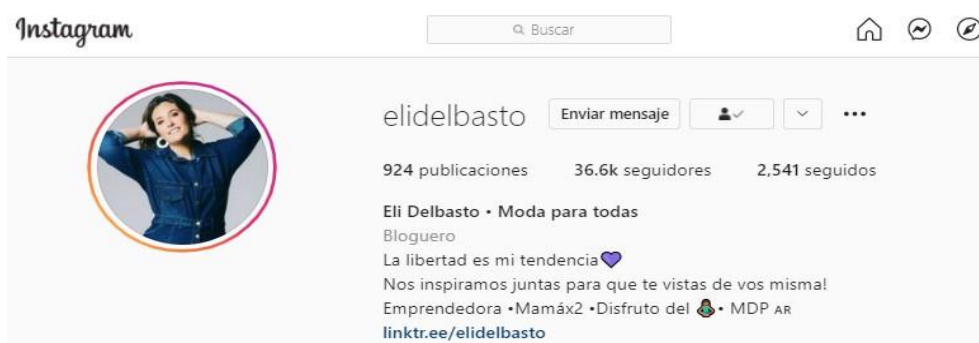 Instagram
Buscar
elidelbasto Enviar mensaje
924 publicaciones 36.6k seguidores 2,541 seguidos
Eli Delbasto • Moda para todas
Bloguero
La libertad es mi tendencia💜
Nos inspiramos juntas para que te vistas de vos misma!
Emprendedora •Mamáx2 •Disfruto del 🧘🏽‍♀️• MDP AR
linktr.ee/elidelbasto